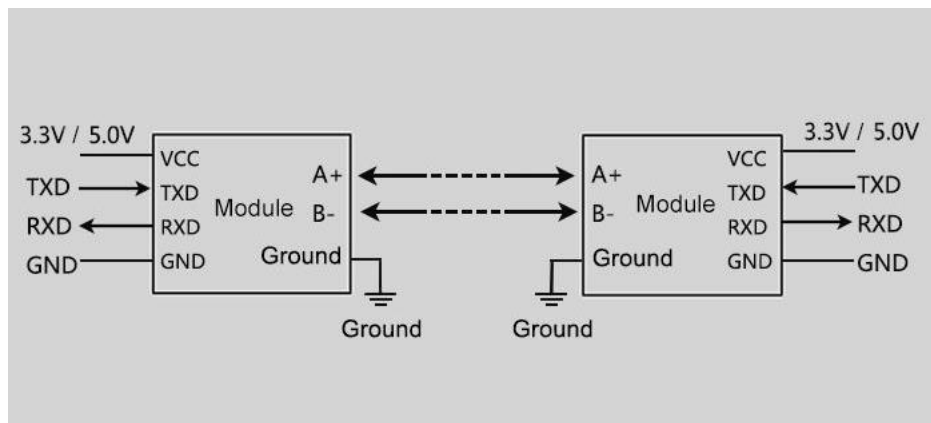 3.3V / 5.0V
VCC
TXD
TXD
RXD
RXD
GND
GND
Module
A+
B-
Ground
Ground
A+
B-
Ground
Ground
Module
3.3V / 5.0V
VCC
TXD
TXD
RXD
RXD
GND
GND